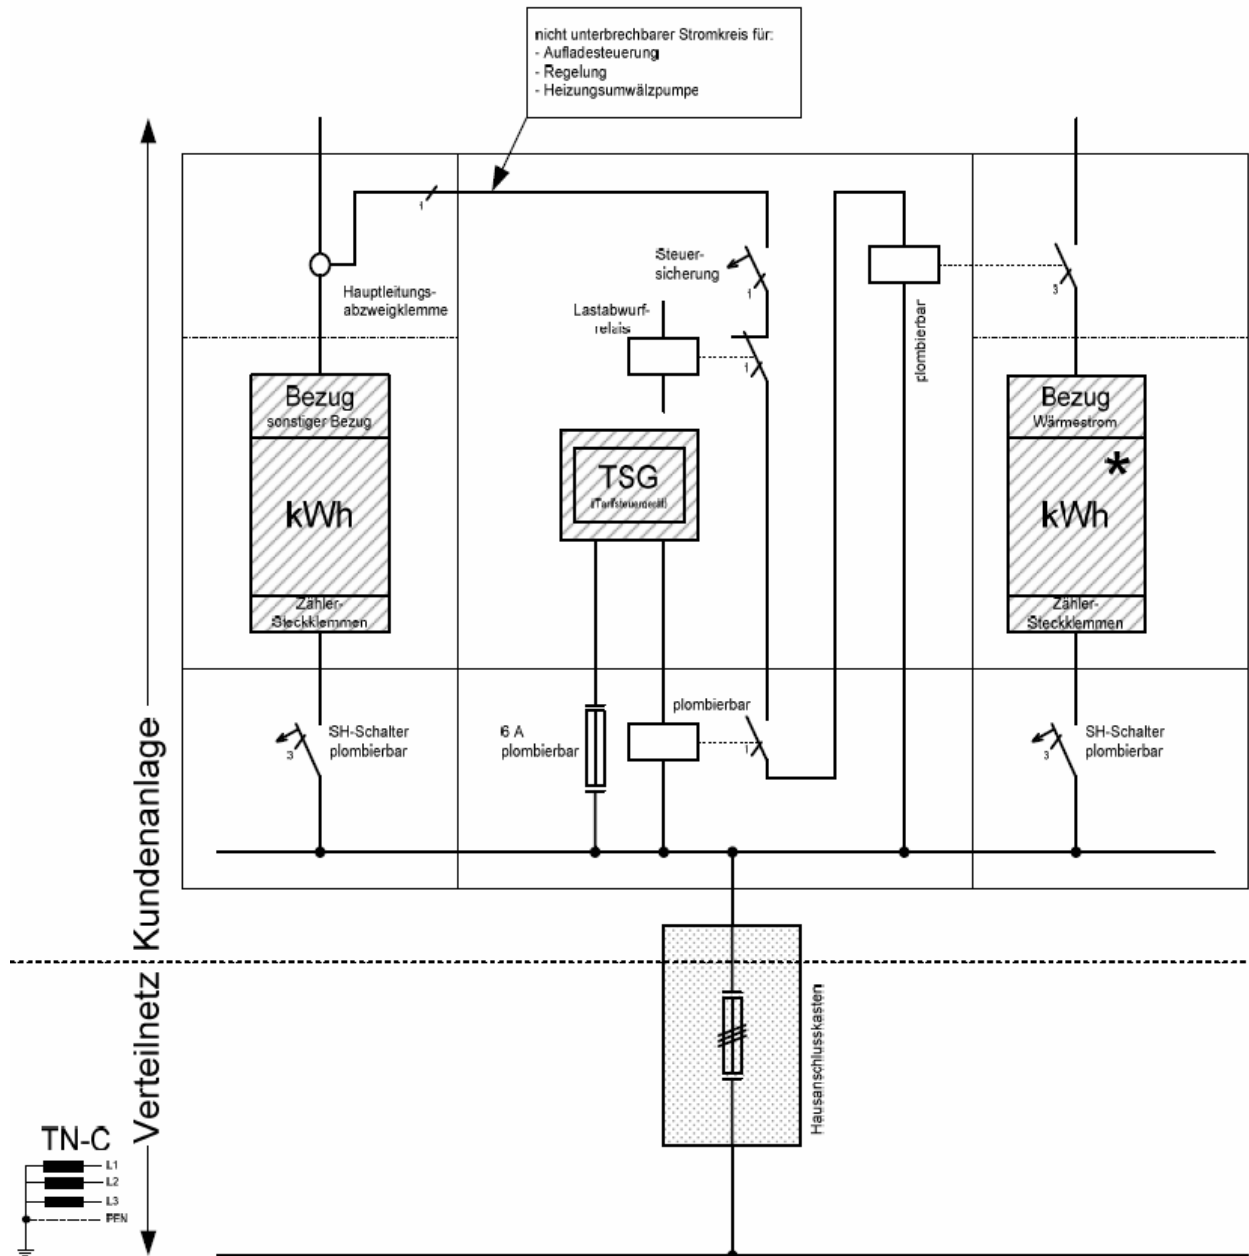 nicht unterbrechbarer Stromkreis für:
- Aufladesteuerung
- Regelung
- Heizungsumwälzpumpe
1
Steuer-
sicherung
1
3
Hauptleitungs-
abzweigklemme
Lastabwurf-
relais
1
plombierbar
Bezug
sonstiger Bezug
kWh
Zähler-
Steckklemmen
TSG
(Tarifsteuergerät)
Bezug
Wärmestrom
*
kWh
Zähler-
Steckklemmen
SH-Schalter
plombierbar
3
6 A
plombierbar
plombierbar
1
SH-Schalter
plombierbar
3
Kundenanlage
Verteilnetz
Hausanschlusskasten
TN-C
L1
L2
L3
PEN